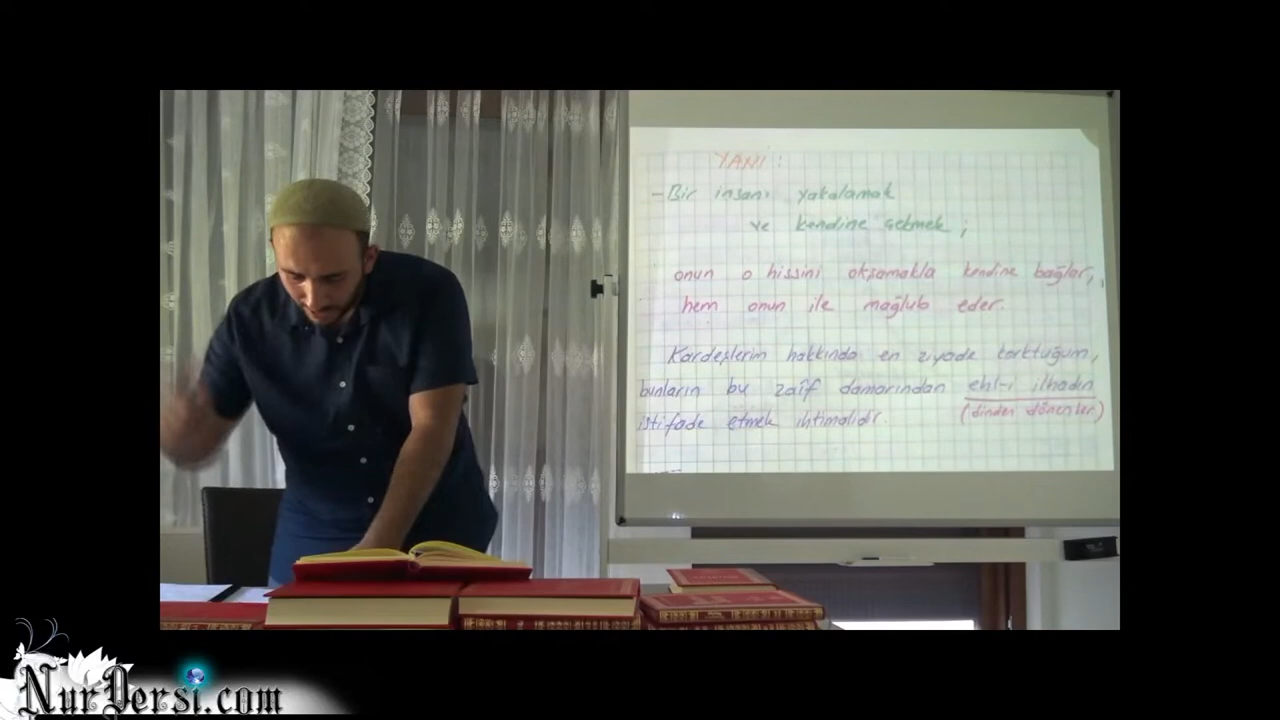 YANİ:
- Bir insanı yakalamak
ve kendine çekmek;
onun o hissini okşamakla kendine bağlar,
hem onun ile mağlub eder.
Kardeşlerim hakkında en ziyade korktuğum,
bunların bu zaîf damarından ehl-i ilhadın
istifade etmek ihtimalidir. (dinden dönenler)
NurDersi.com